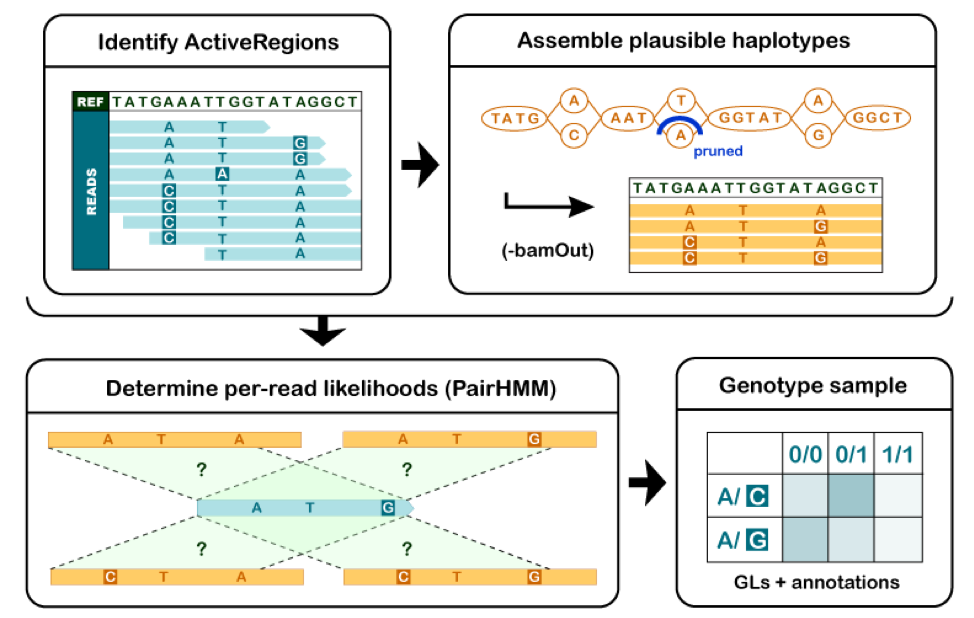 Identify ActiveRegions
REF TATGAAATTGGTATAGGCT
READS
A T
A T G
A T G
A A A
C T A
C T A
C T A
C T A
T A
Assemble plausible haplotypes
A T A
TATG AAT GGTAT GGCT
C A G
pruned
(-bamOut)
TATGAAATTGGTATAGGCT
A T A
A T G
C T A
C T G
Determine per-read likelihoods (PairHMM)
A T A A T G
? ?
A T G
? ?
C T A C T G
Genotype sample
0/0 0/1 1/1
A/ C
A/ G
GLs + annotations